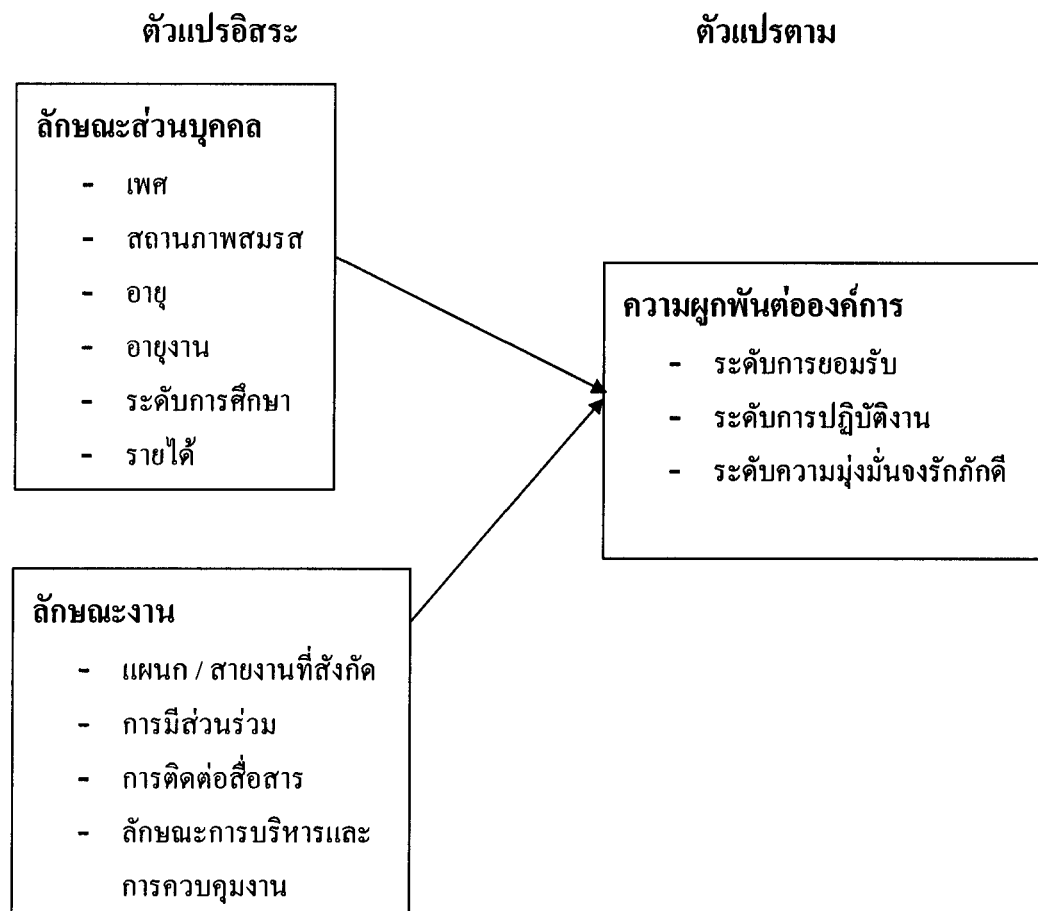 ตัวแปรอิสระ
ตัวแปรตาม
ลักษณะส่วนบุคคล
- เพศ
- สถานภาพสมรส
- อายุ
- อายุงาน
- ระดับการศึกษา
- รายได้
ความผูกพันต่อองค์การ
- ระดับการยอมรับ
- ระดับการปฏิบัติงาน
- ระดับความมุ่งมั่นจงรักภักดี
ลักษณะงาน
- แผนก / สายงานที่สังกัด
- การมีส่วนร่วม
- การติดต่อสื่อสาร
- ลักษณะการบริหารและ
การควบคุมงาน